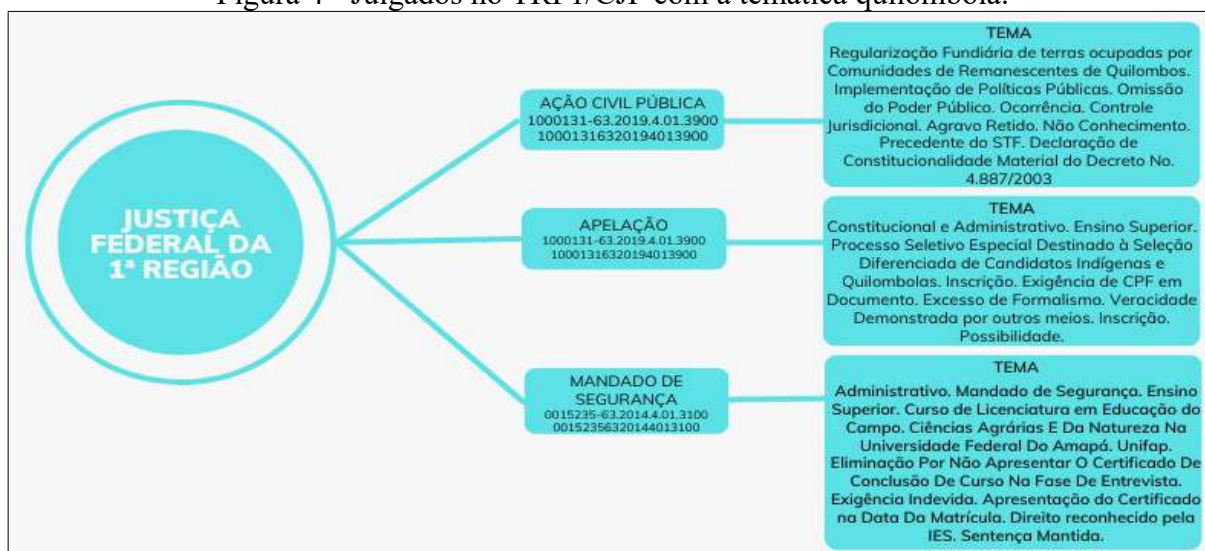 Figura 4 - Julgados no TRF1/CJF com a temática quilombola.
JUSTIÇA
FEDERAL DA
1ª REGIÃO
AÇÃO CIVIL PÚBLICA
1000131-63.2019.4.01.3900
10001316320194013900
TEMA
Regularização Fundiária de terras ocupadas por
Comunidades de Remanescentes de Quilombos.
Implementação de Políticas Públicas. Omissão
do Poder Público. Ocorrência. Controle
Jurisdicional. Agravo Retido. Não Conhecimento.
Precedente do STF. Declaração de
Constitucionalidade Material do Decreto No.
4.887/2003
APELAÇÃO
1000131-63.2019.4.01.3900
10001316320194013900
TEMA
Constitucional e Administrativo. Ensino Superior.
Processo Seletivo Especial Destinado à Seleção
Diferenciada de Candidatos Indígenas e
Quilombolas. Inscrição. Exigência de CPF em
Documento. Excesso de Formalismo. Veracidade
Demonstrada por outros meios. Inscrição.
Possibilidade.
MANDADO DE
SEGURANÇA
0015235-63.2014.4.01.3100
00152356320144013100
TEMA
Administrativo. Mandado de Segurança. Ensino
Superior. Curso de Licenciatura em Educação do
Campo. Ciências Agrárias E Da Natureza Na
Universidade Federal Do Amapá. Unifap.
Eliminação Por Não Apresentar O Certificado De
Conclusão De Curso Na Fase De Entrevista.
Exigência Indevida. Apresentação do Certificado
na Data Da Matrícula. Direito reconhecido pela
IES. Sentença Mantida.